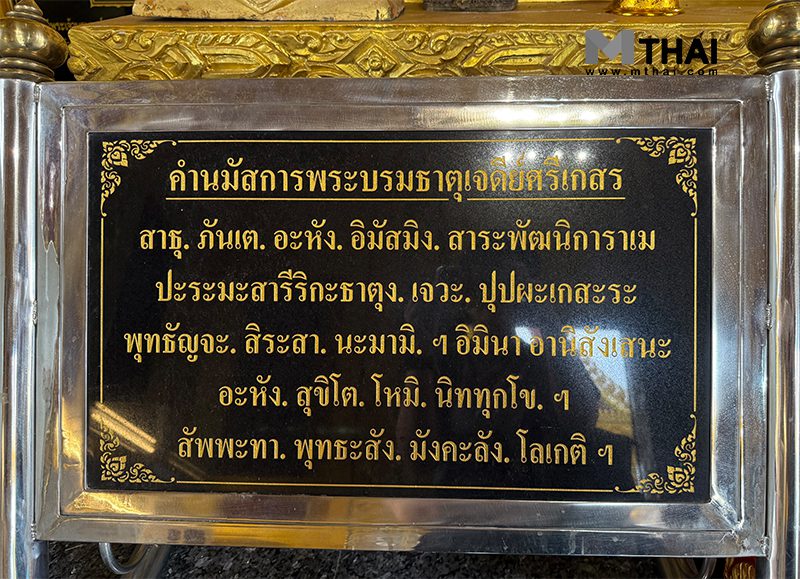 MTHAI
www.mthai.com
คำนมัสการพระบรมธาตุเจดีย์ศรีเกสร
สาธุ. ภันเต. อะหัง. อิมัสมิง. สาระพัฒนิการาเม
ปะระมะสารีริกะธาตุง. เจวะ. ปุปผะเกสะระ
พุทธัญจะ. สิระสา. นะมามิ. ฯ อิมินา อานิสังเสนะ
อะหัง. สุขิโต. โหมิ. นิททุกโข. ฯ
สัพพะทา. พุทธะสัง. มังคะลัง. โลเกติ ฯ